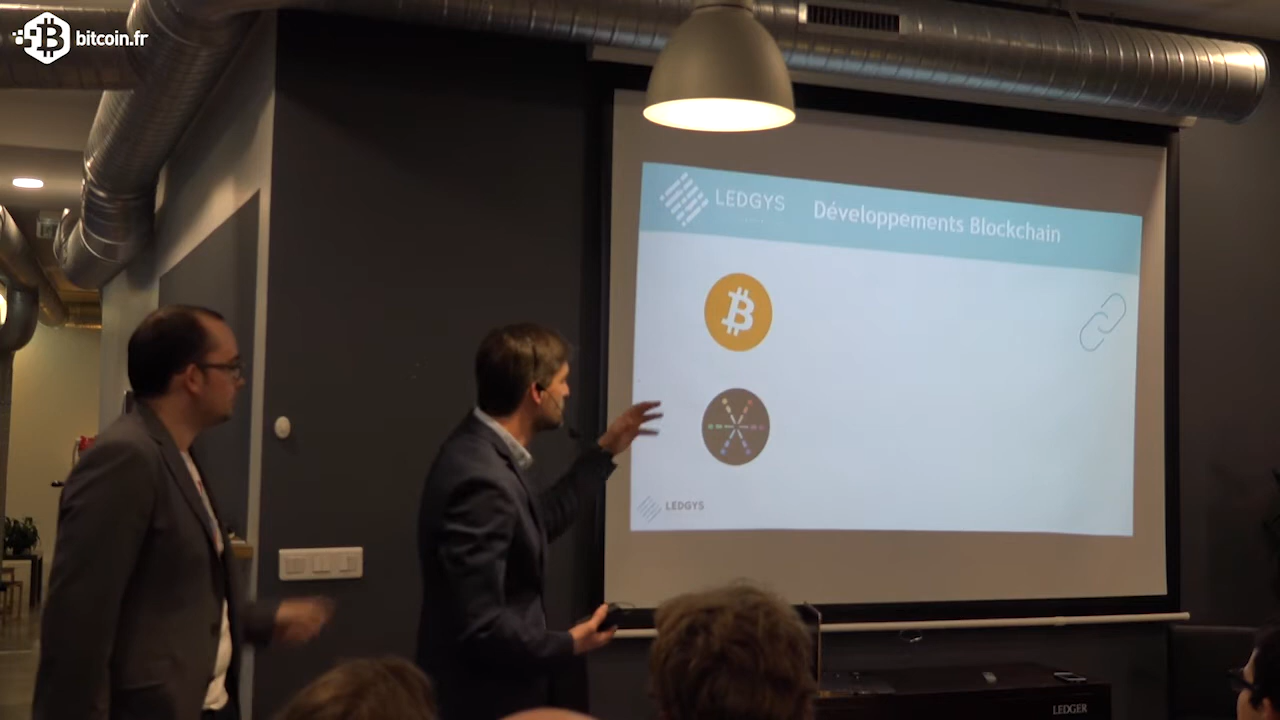 bitcoin.fr
LEDGYS
Développements Blockchain
LEDGYS
LEDGER